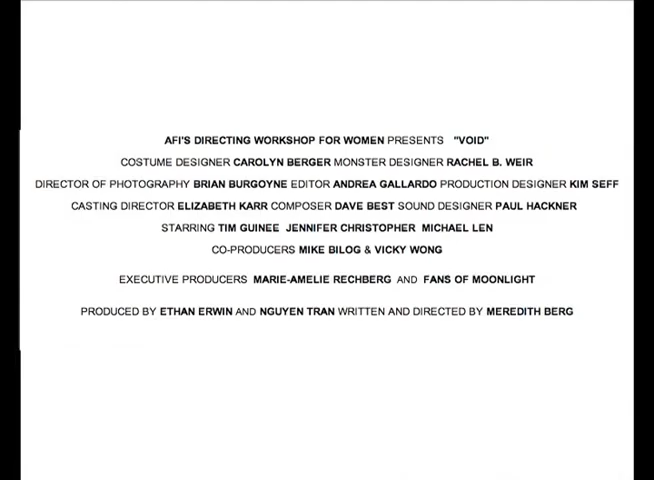 AFI'S DIRECTING WORKSHOP FOR WOMEN PRESENTS "VOID"
COSTUME DESIGNER CAROLYN BERGER MONSTER DESIGNER RACHEL B. WEIR
DIRECTOR OF PHOTOGRAPHY BRIAN BURGOYNE EDITOR ANDREA GALLARDO PRODUCTION DESIGNER KIM SEFF
CASTING DIRECTOR ELIZABETH KARR COMPOSER DAVE BEST SOUND DESIGNER PAUL HACKNER
STARRING TIM GUINEE JENNIFER CHRISTOPHER MICHAEL LEN
CO-PRODUCERS MIKE BILOG & VICKY WONG
EXECUTIVE PRODUCERS MARIE-AMELIE RECHBERG AND FANS OF MOONLIGHT
PRODUCED BY ETHAN ERWIN AND NGUYEN TRAN WRITTEN AND DIRECTED BY MEREDITH BERG